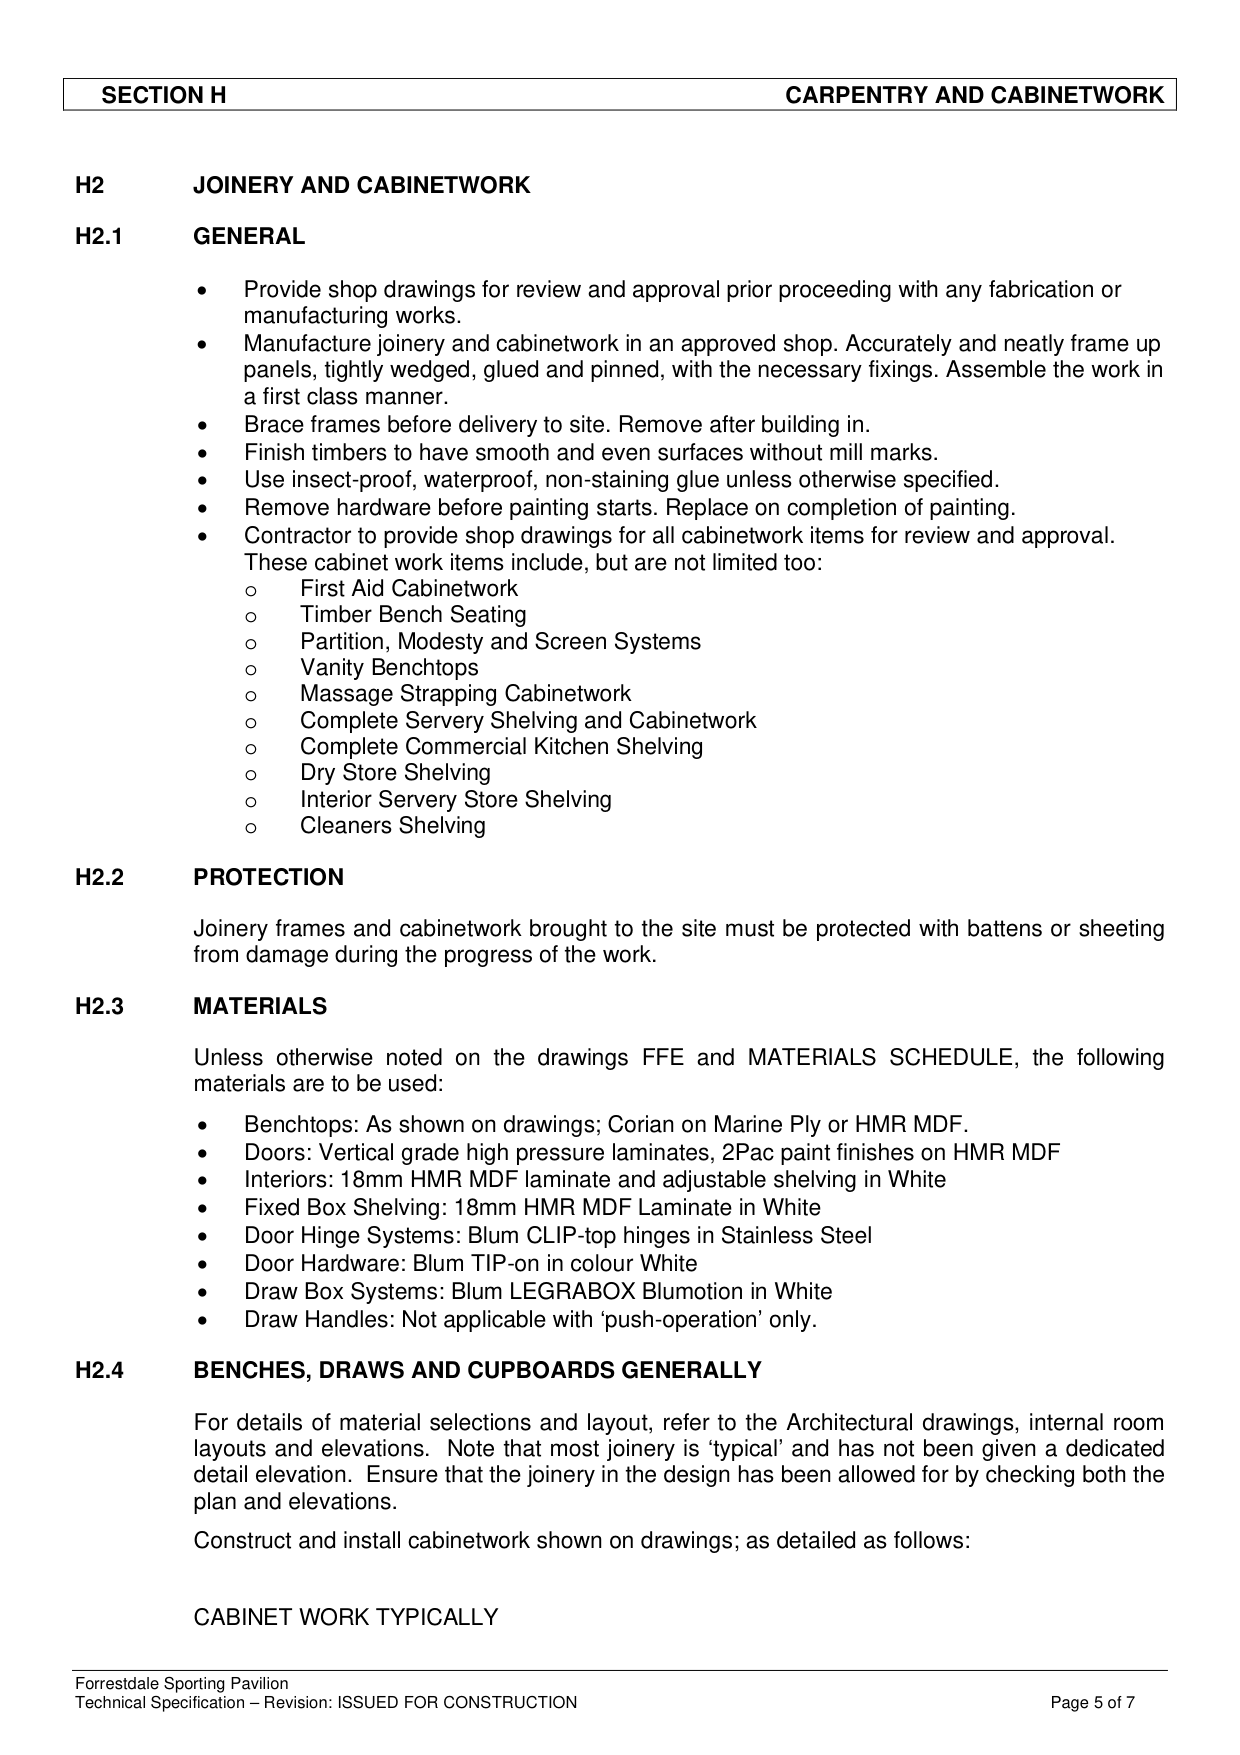 SECTION H CARPENTRY AND CABINETWORK
H2 JOINERY AND CABINETWORK
H2.1 GENERAL
• Provide shop drawings for review and approval prior proceeding with any fabrication or
manufacturing works.
• Manufacture joinery and cabinetwork in an approved shop. Accurately and neatly frame up
panels, tightly wedged, glued and pinned, with the necessary fixings. Assemble the work in
a first class manner.
• Brace frames before delivery to site. Remove after building in.
• Finish timbers to have smooth and even surfaces without mill marks.
• Use insect-proof, waterproof, non-staining glue unless otherwise specified.
• Remove hardware before painting starts. Replace on completion of painting.
• Contractor to provide shop drawings for all cabinetwork items for review and approval.
These cabinet work items include, but are not limited too:
o First Aid Cabinetwork
o Timber Bench Seating
o Partition, Modesty and Screen Systems
o Vanity Benchtops
o Massage Strapping Cabinetwork
o Complete Servery Shelving and Cabinetwork
o Complete Commercial Kitchen Shelving
o Dry Store Shelving
o Interior Servery Store Shelving
o Cleaners Shelving
H2.2 PROTECTION
Joinery frames and cabinetwork brought to the site must be protected with battens or sheeting
from damage during the progress of the work.
H2.3 MATERIALS
Unless otherwise noted on the drawings FFE and MATERIALS SCHEDULE, the following
materials are to be used:
• Benchtops: As shown on drawings; Corian on Marine Ply or HMR MDF.
• Doors: Vertical grade high pressure laminates, 2Pac paint finishes on HMR MDF
• Interiors: 18mm HMR MDF laminate and adjustable shelving in White
• Fixed Box Shelving: 18mm HMR MDF Laminate in White
• Door Hinge Systems: Blum CLIP-top hinges in Stainless Steel
• Door Hardware: Blum TIP-on in colour White
• Draw Box Systems: Blum LEGRABOX Blumotion in White
• Draw Handles: Not applicable with ‘push-operation’ only.
H2.4 BENCHES, DRAWS AND CUPBOARDS GENERALLY
For details of material selections and layout, refer to the Architectural drawings, internal room
layouts and elevations. Note that most joinery is ‘typical’ and has not been given a dedicated
detail elevation. Ensure that the joinery in the design has been allowed for by checking both the
plan and elevations.
Construct and install cabinetwork shown on drawings; as detailed as follows:
CABINET WORK TYPICALLY
Forrestdale Sporting Pavilion
Technical Specification – Revision: ISSUED FOR CONSTRUCTION Page 5 of 7